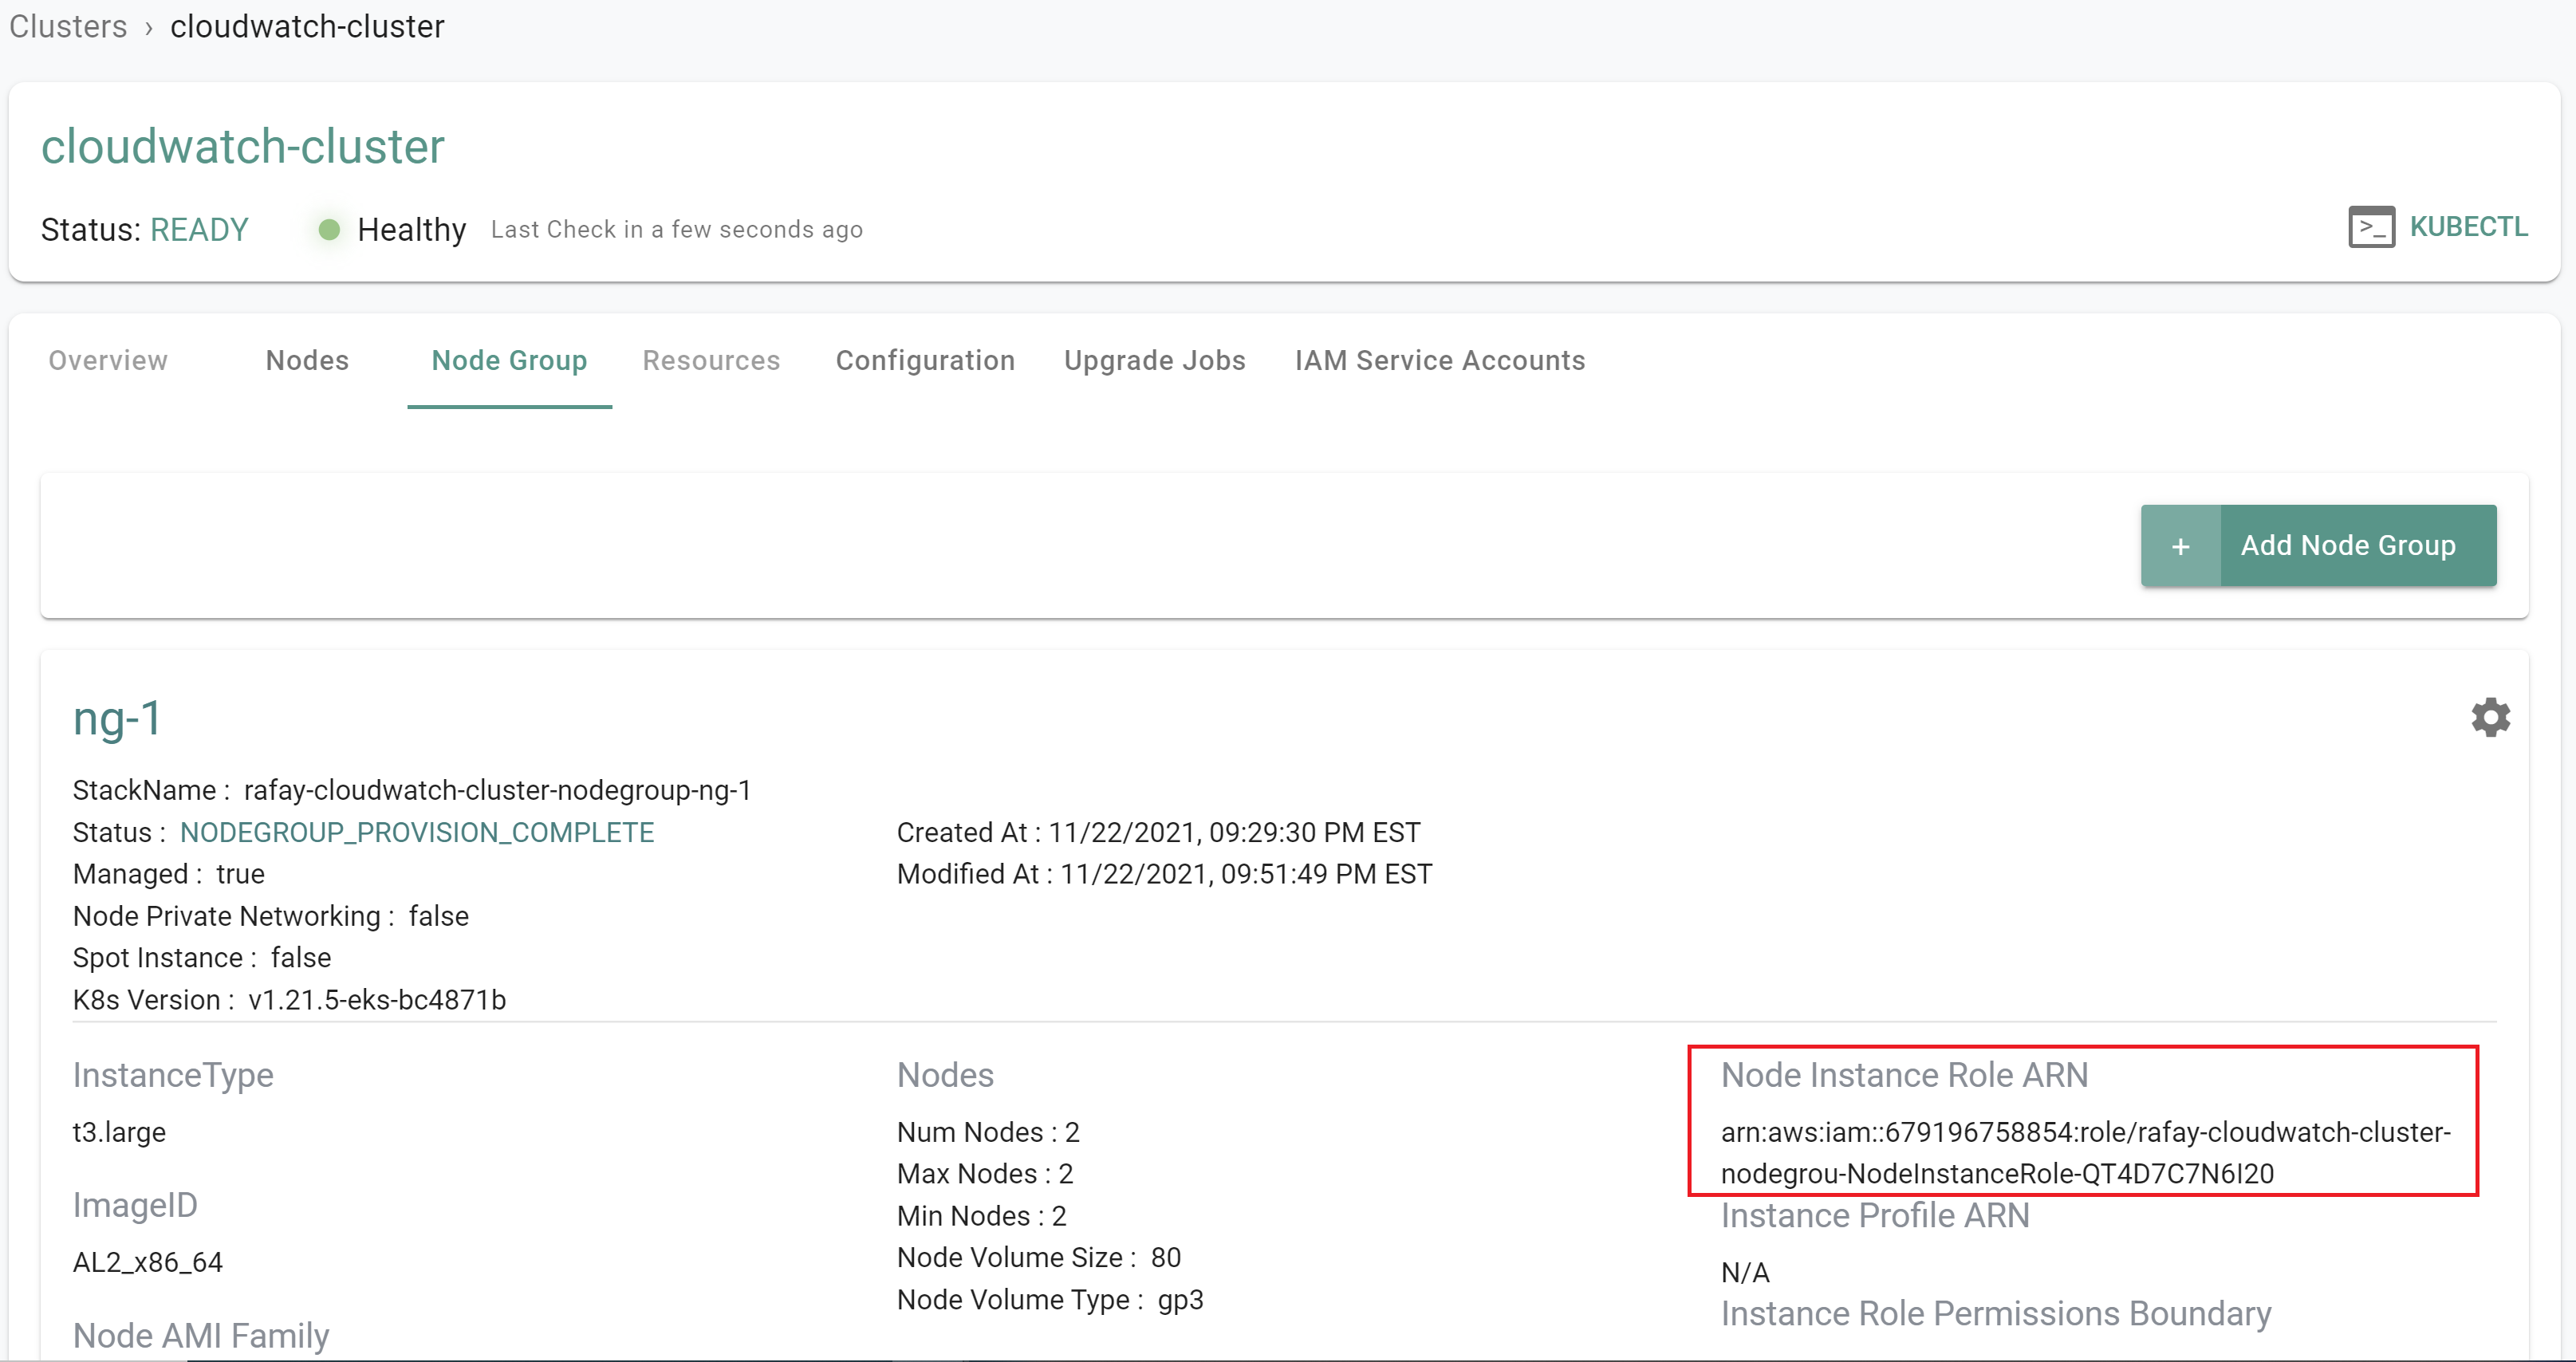 Clusters › cloudwatch-cluster
cloudwatch-cluster
Status: READY Healthy Last Check in a few seconds ago
>_ KUBECTL
Overview Nodes Node Group Resources Configuration Upgrade Jobs IAM Service Accounts
+ Add Node Group
ng-1
StackName : rafay-cloudwatch-cluster-nodegroup-ng-1
Status : NODEGROUP_PROVISION_COMPLETE
Managed : true
Node Private Networking : false
Spot Instance : false
K8s Version : v1.21.5-eks-bc4871b
Created At : 11/22/2021, 09:29:30 PM EST
Modified At : 11/22/2021, 09:51:49 PM EST
InstanceType
t3.large
ImageID
AL2_x86_64
Node AMI Family
Nodes
Num Nodes : 2
Max Nodes : 2
Min Nodes : 2
Node Volume Size : 80
Node Volume Type : gp3
Node Instance Role ARN
arn:aws:iam::679196758854:role/rafay-cloudwatch-cluster-
nodegrou-NodeInstanceRole-QT4D7C7N6I20
Instance Profile ARN
N/A
Instance Role Permissions Boundary